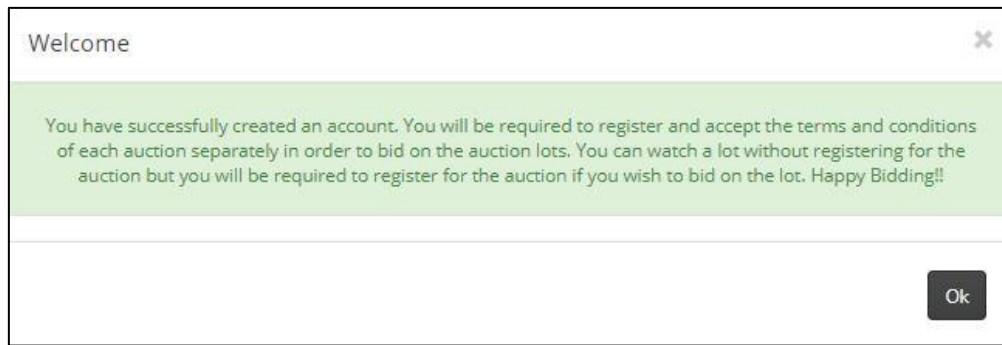 Welcome
×
You have successfully created an account. You will be required to register and accept the terms and conditions
of each auction separately in order to bid on the auction lots. You can watch a lot without registering for the
auction but you will be required to register for the auction if you wish to bid on the lot. Happy Bidding!!
Ok